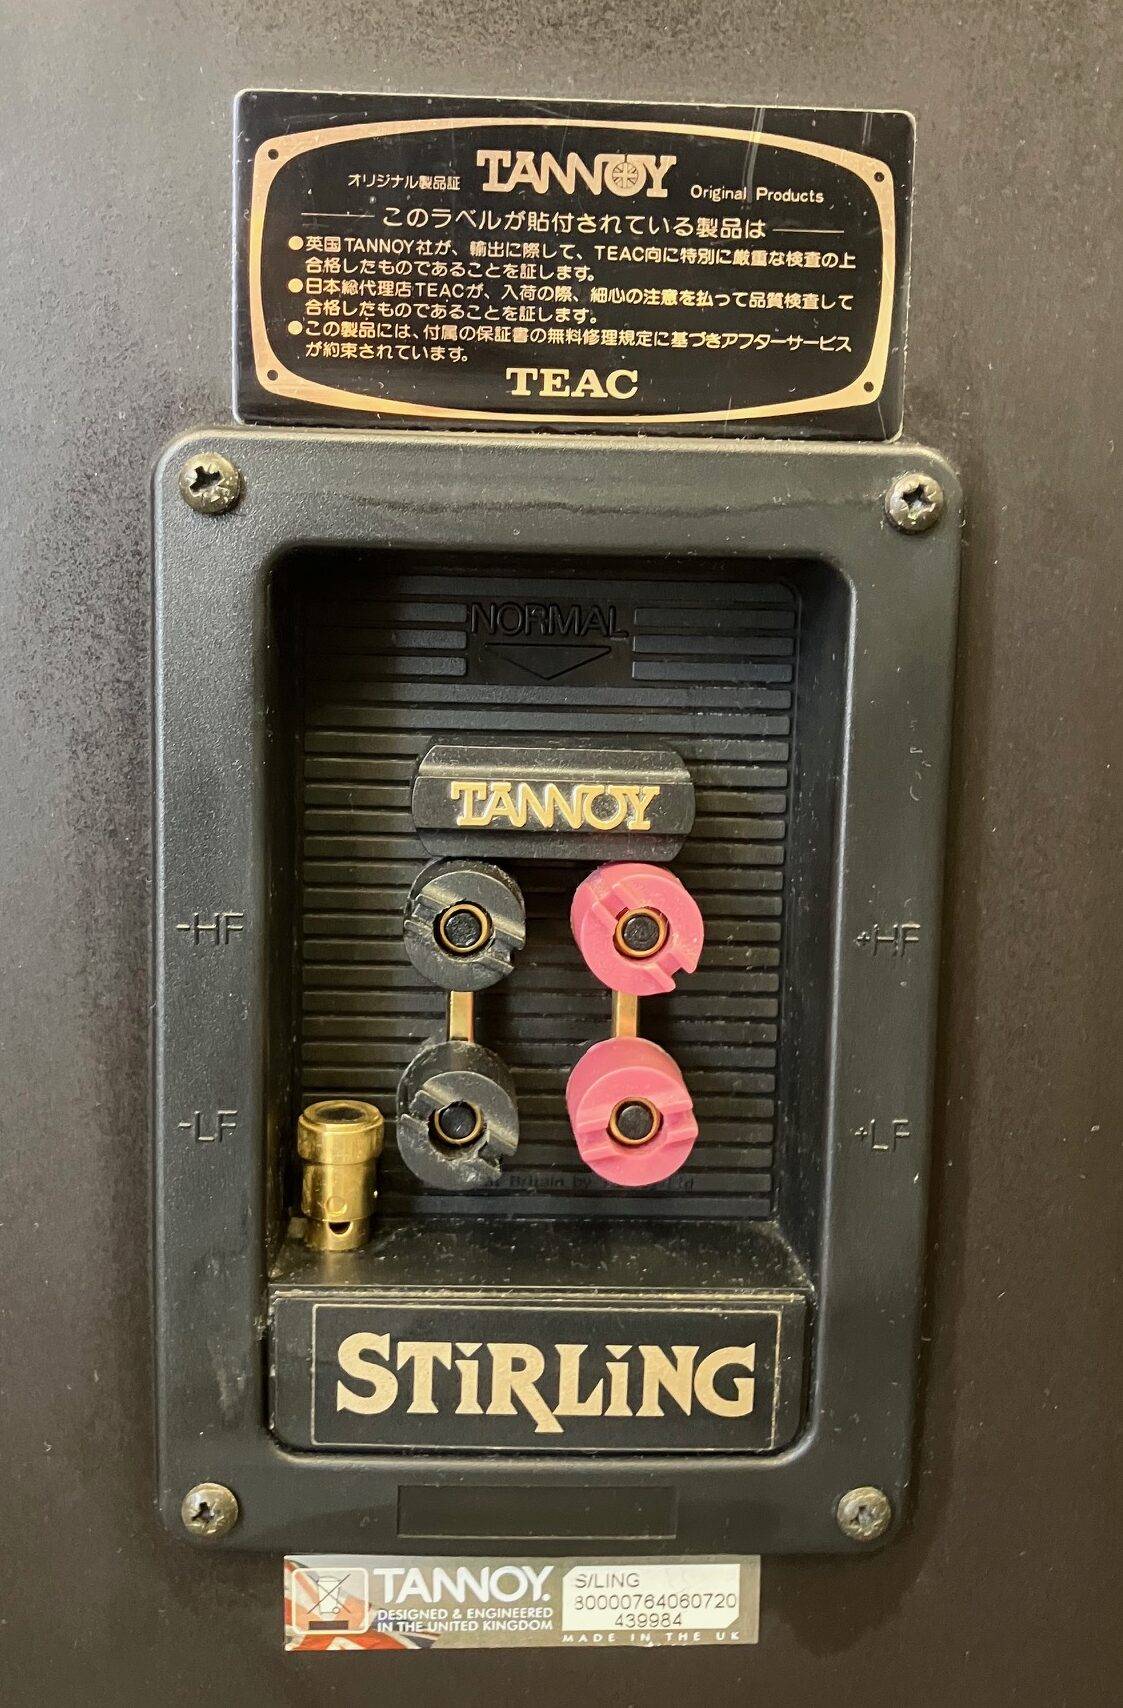 オリジナル製品証 TANNOY Original Products
このラベルが貼付されている製品は
●英国TANNOY社が、輸出に際して、TEAC向に特別に厳重な検査の上
合格したものであることを証します。
●日本総代理店TEACが、入荷の際、細心の注意を払って品質検査して
合格したものであることを証します。
●この製品には、付属の保証書の無料修理規定に基づきアフターサービス
が約束されています。
TEAC
NORMAL
TANNOY
-HF +HF
-LF +LF
Britain by
STiRLiNG
TANNOY.
DESIGNED & ENGINEERED
IN THE UNITED KINGDOM
S/LING
80000764060720
439984
MADE IN THE UK